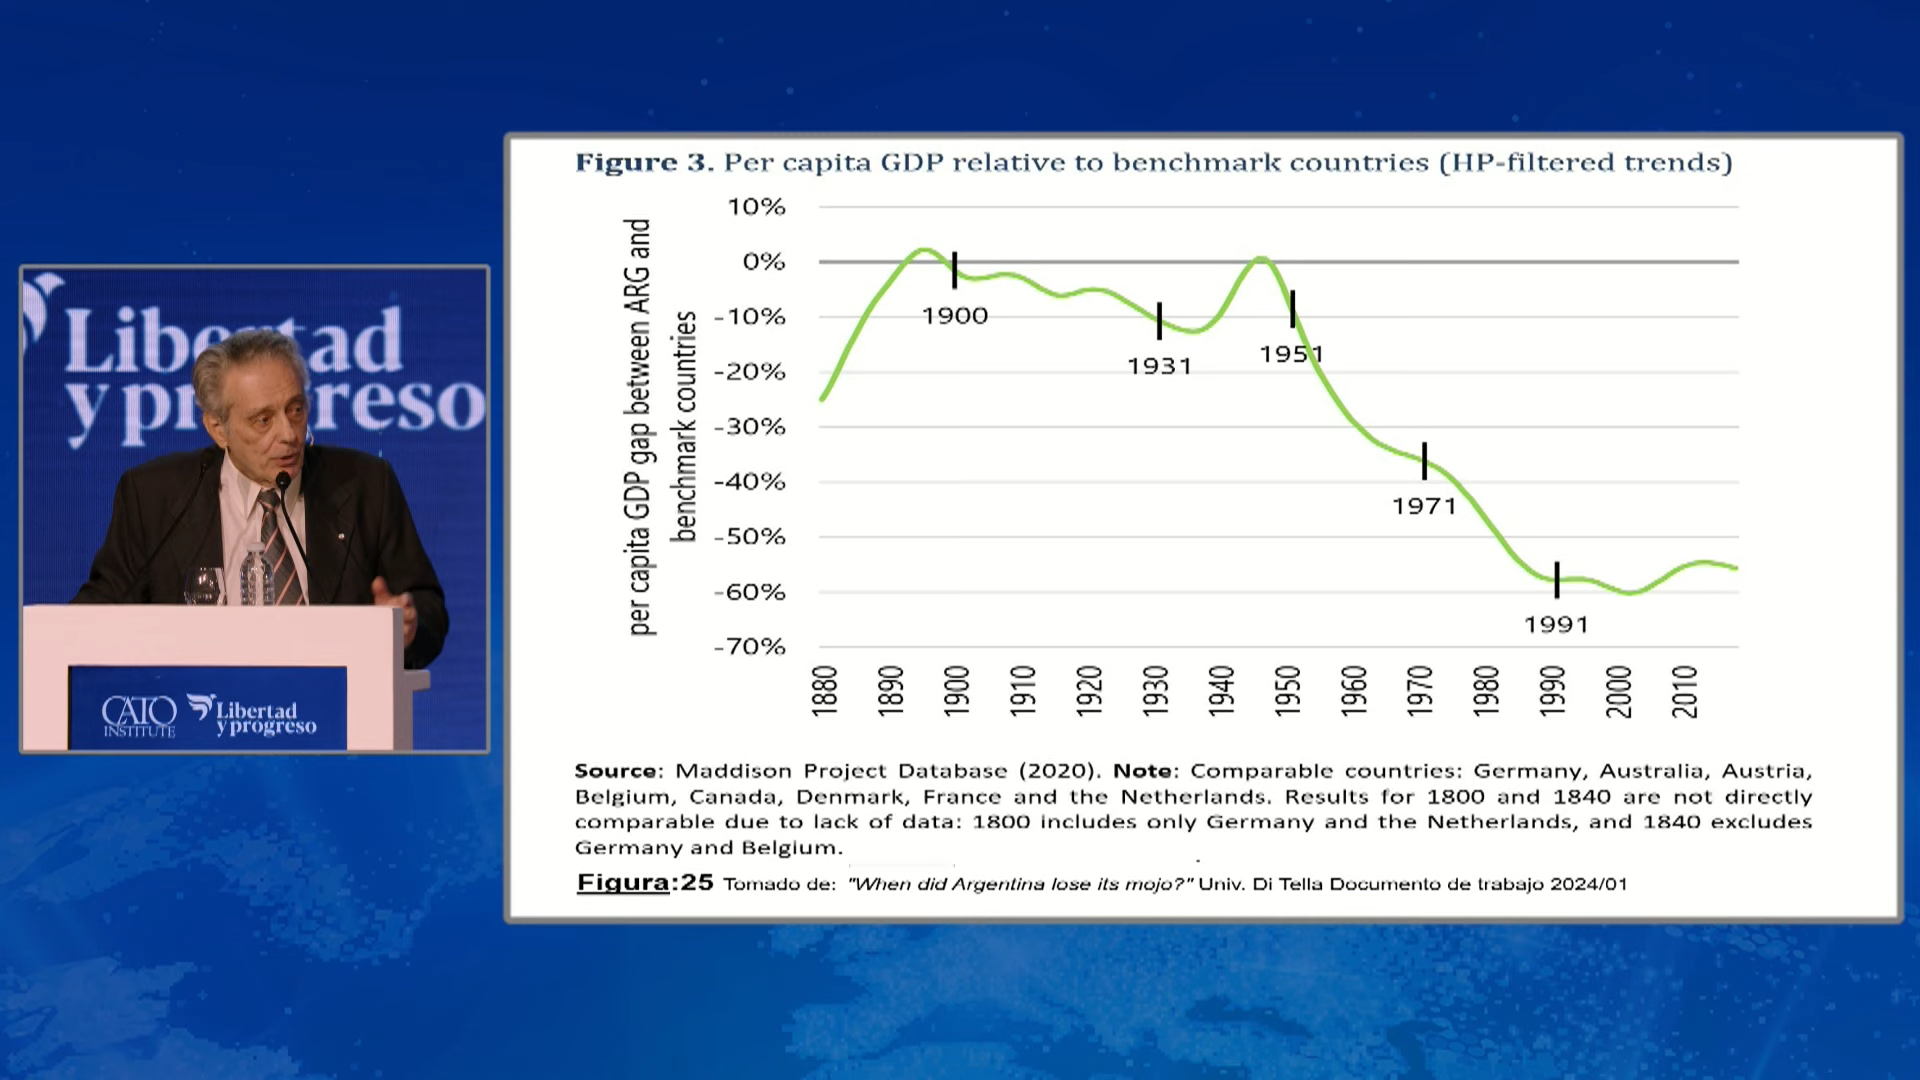 Libertad
y progreso
CATO
INSTITUTE
Libertad
y progreso
Figure 3. Per capita GDP relative to benchmark countries (HP-filtered trends)
per capita GDP gap between ARG and
benchmark countries
10%
0%
-10%
-20%
-30%
-40%
-50%
-60%
-70%
1900
1931
1951
1971
1991
1880
1890
1900
1910
1920
1930
1940
1950
1960
1970
1980
1990
2000
2010
Source: Maddison Project Database (2020). Note: Comparable countries: Germany, Australia, Austria,
Belgium, Canada, Denmark, France and the Netherlands. Results for 1800 and 1840 are not directly
comparable due to lack of data: 1800 includes only Germany and the Netherlands, and 1840 excludes
Germany and Belgium.
Figura:25 Tomado de: "When did Argentina lose its mojo?" Univ. Di Tella Documento de trabajo 2024/01